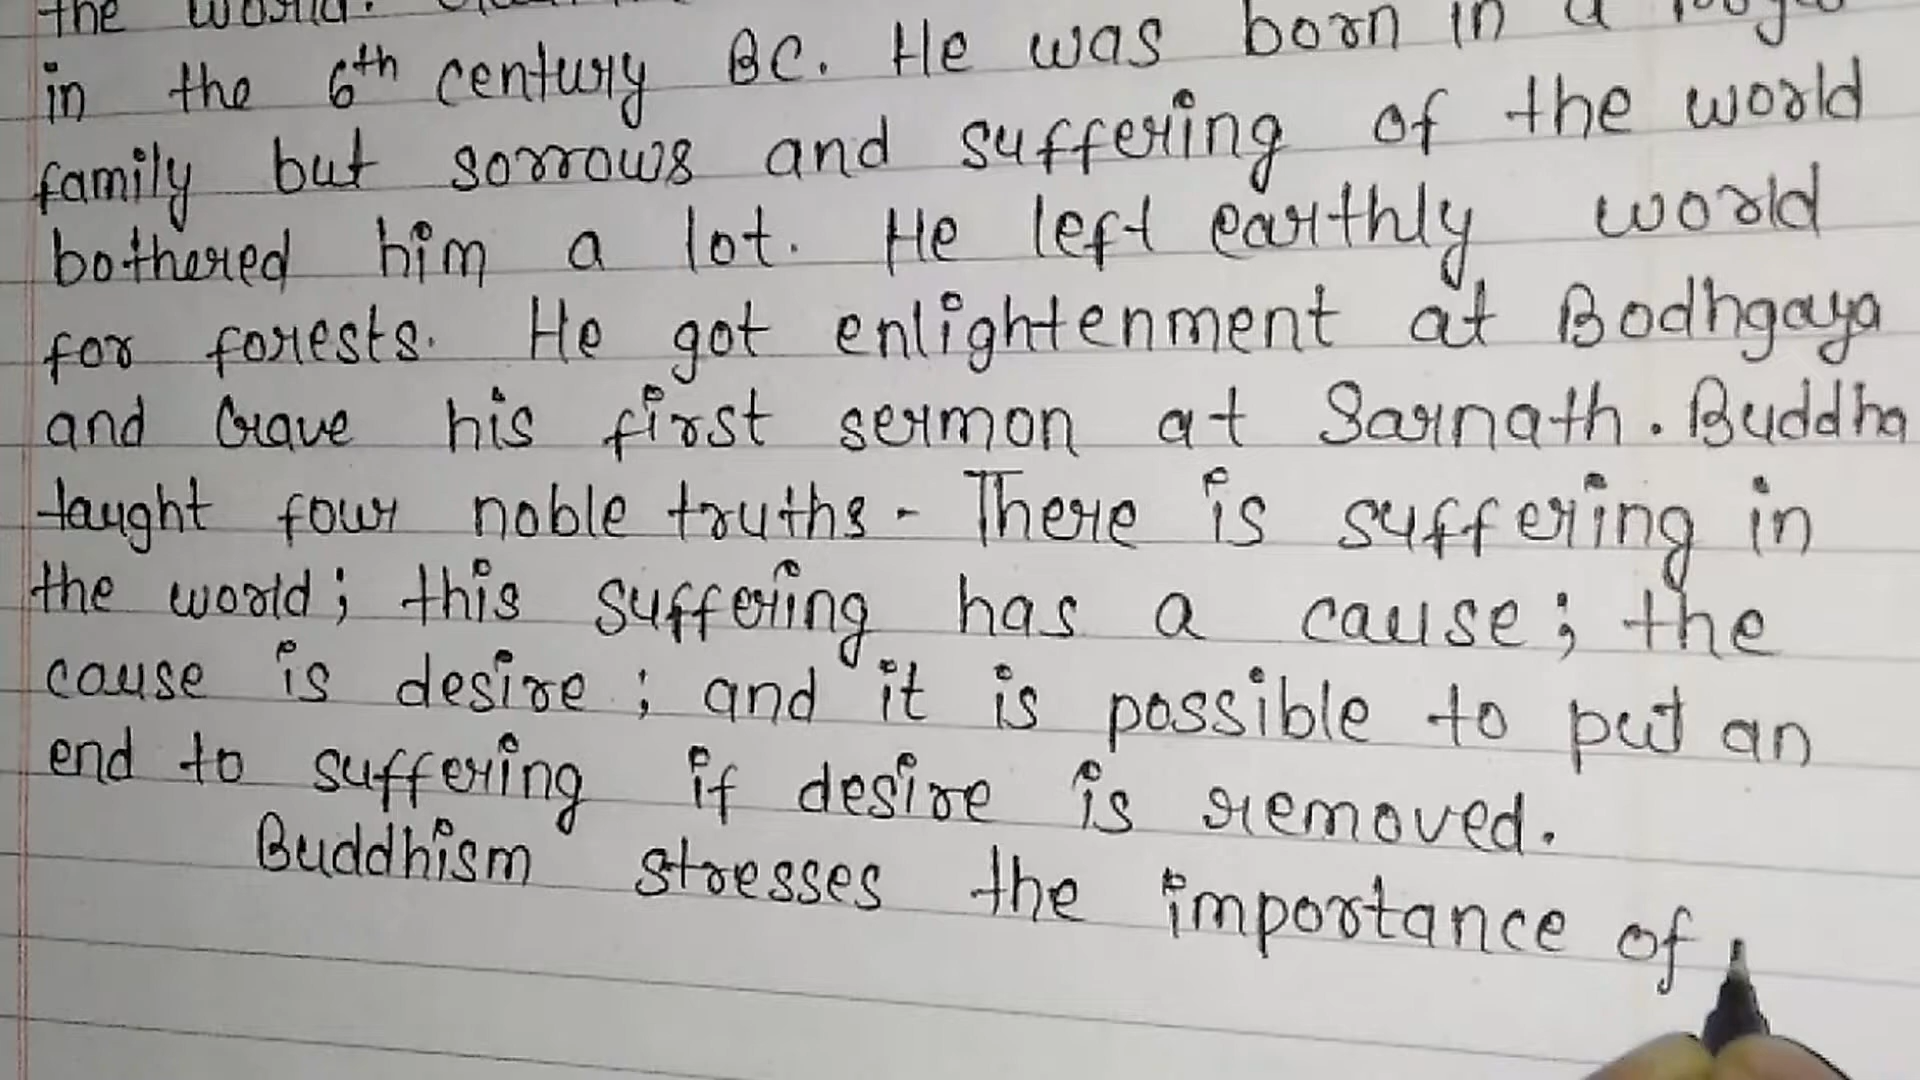 the world.
in the 6th century BC. He was born in a
family but sorrows and suffering of the world
bothered him a lot. He left earthly world
for forests. He got enlightenment at Bodhgaya
and Gave his first sermon at Sarnath. Buddha
taught four noble truths - There is suffering in
the world; this suffering has a cause; the
cause is desire; and it is possible to put an
end to suffering if desire is removed.
Buddhism stresses the importance of